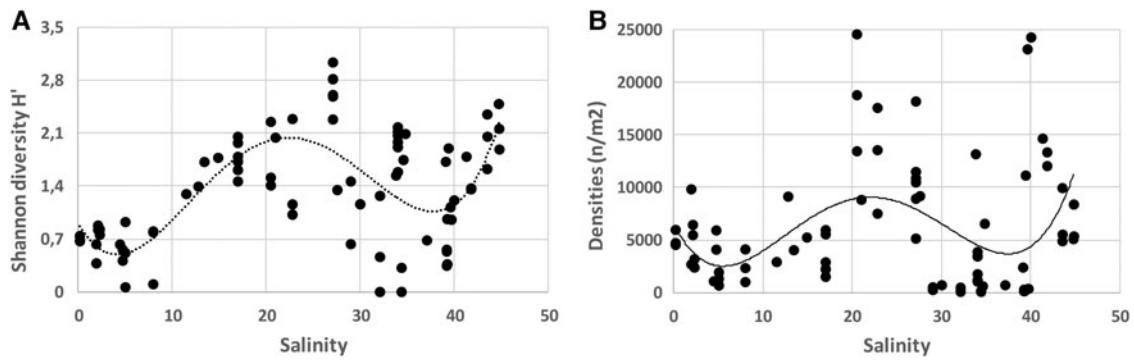 A
Shannon diversity H'
3,5
2,8
2,1
1,4
0,7
0
0 10 20 30 40 50
Salinity
B
Densities (n/m2)
25000
20000
15000
10000
5000
0
0 10 20 30 40 50
Salinity